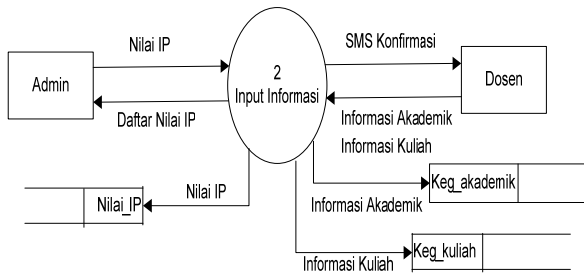 Nilai IP
SMS Konfirmasi
2
Input Informasi
Admin
Dosen
Daftar Nilai IP
Informasi Akademik
Informasi Kuliah
Keg_akademik
Nilai IP
Nilai_IP
Informasi Akademik
Keg_kuliah
Informasi Kuliah